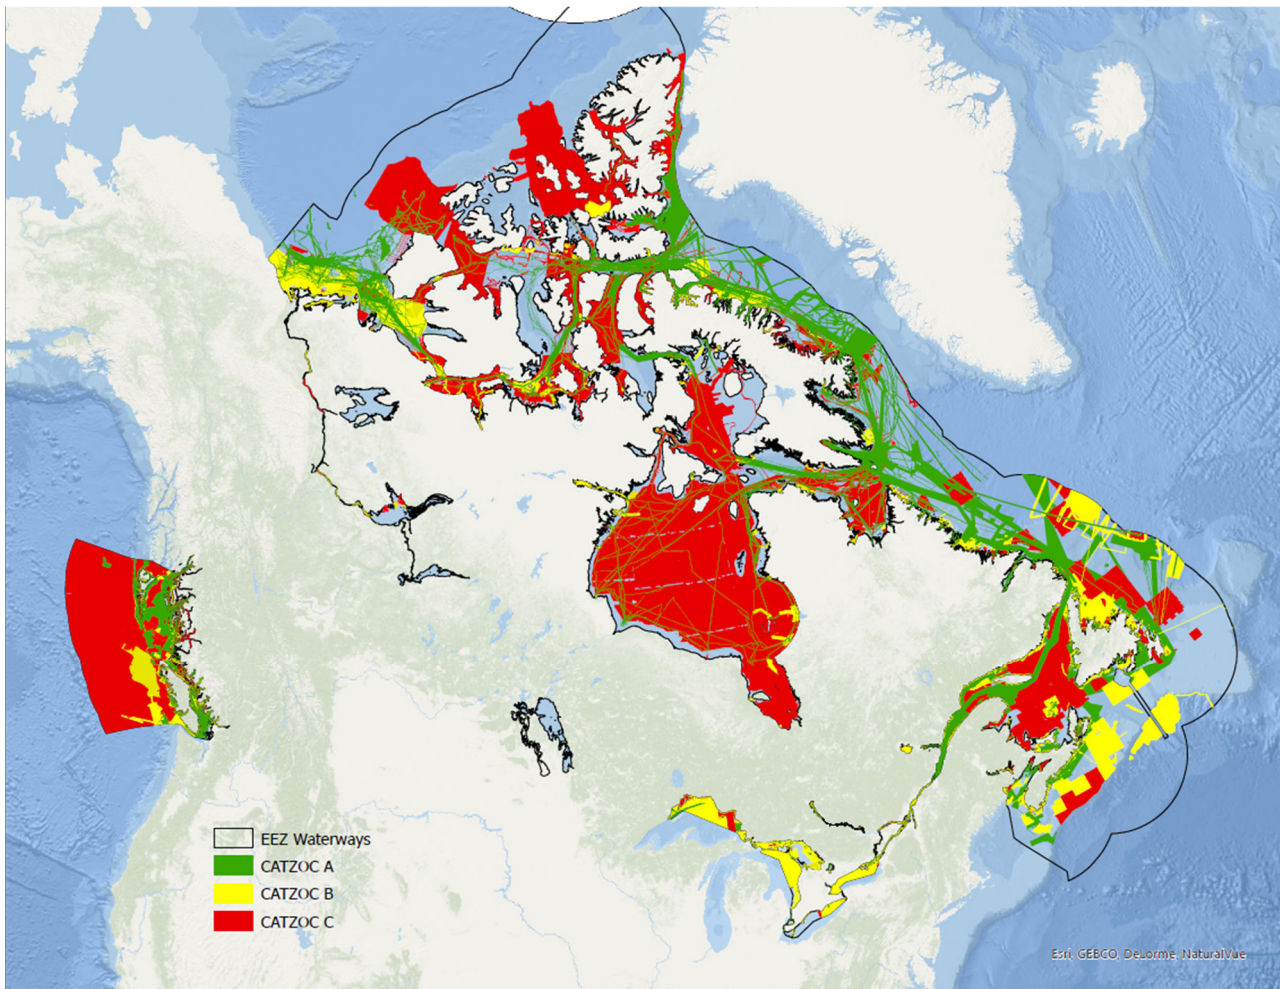 EEZ Waterways
CATZOC A
CATZOC B
CATZOC C
Esri, GEBCO, DeLorme, NaturalVue